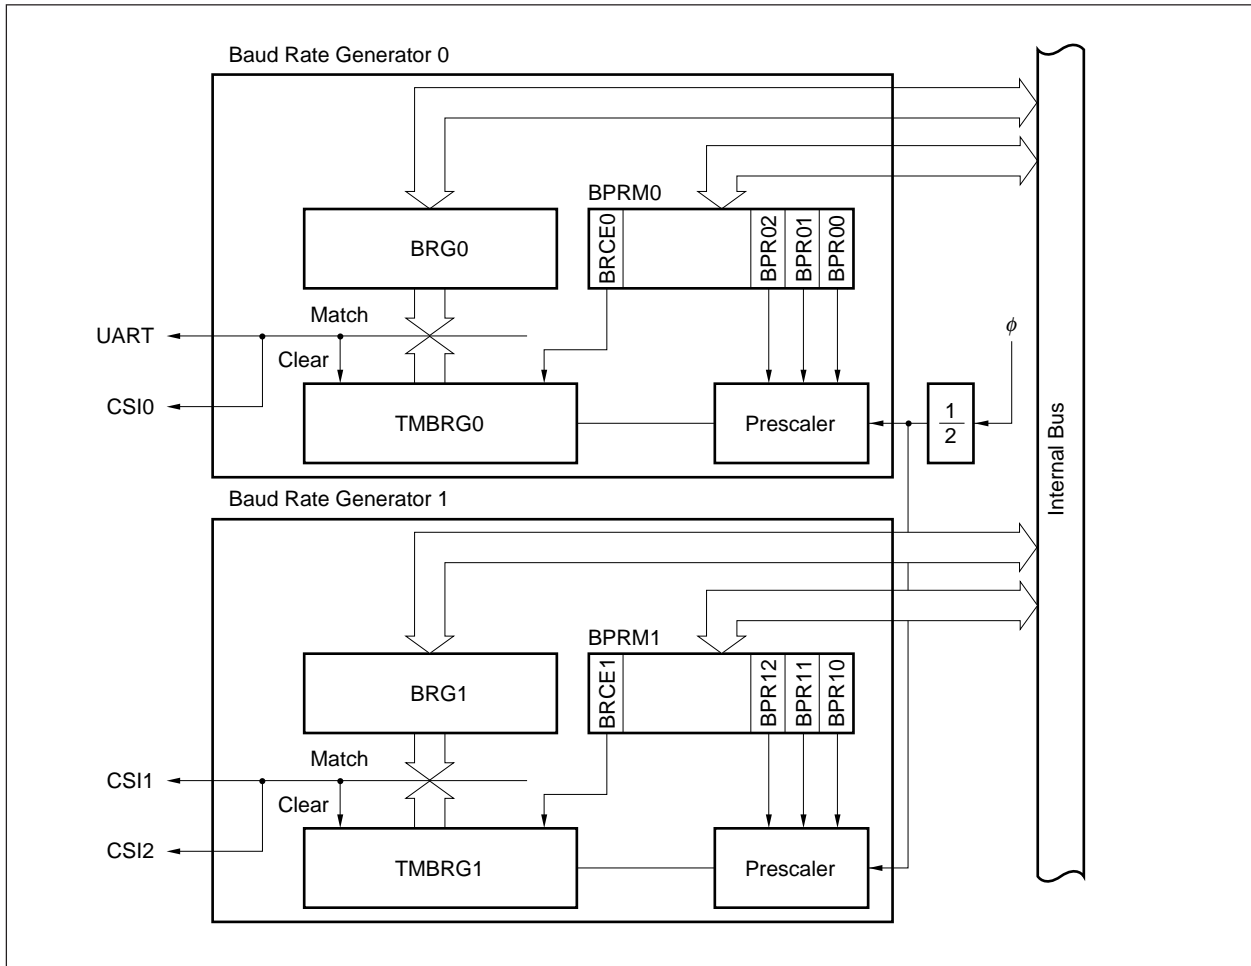 Baud Rate Generator 0
BPRM0
BRG0
BRCE0
BPR02
BPR01
BPR00
Match
UART
Clear
CSI0
TMBRG0
Prescaler
1
2
ϕ
Internal Bus
Baud Rate Generator 1
BPRM1
BRG1
BRCE1
BPR12
BPR11
BPR10
Match
CSI1
Clear
CSI2
TMBRG1
Prescaler